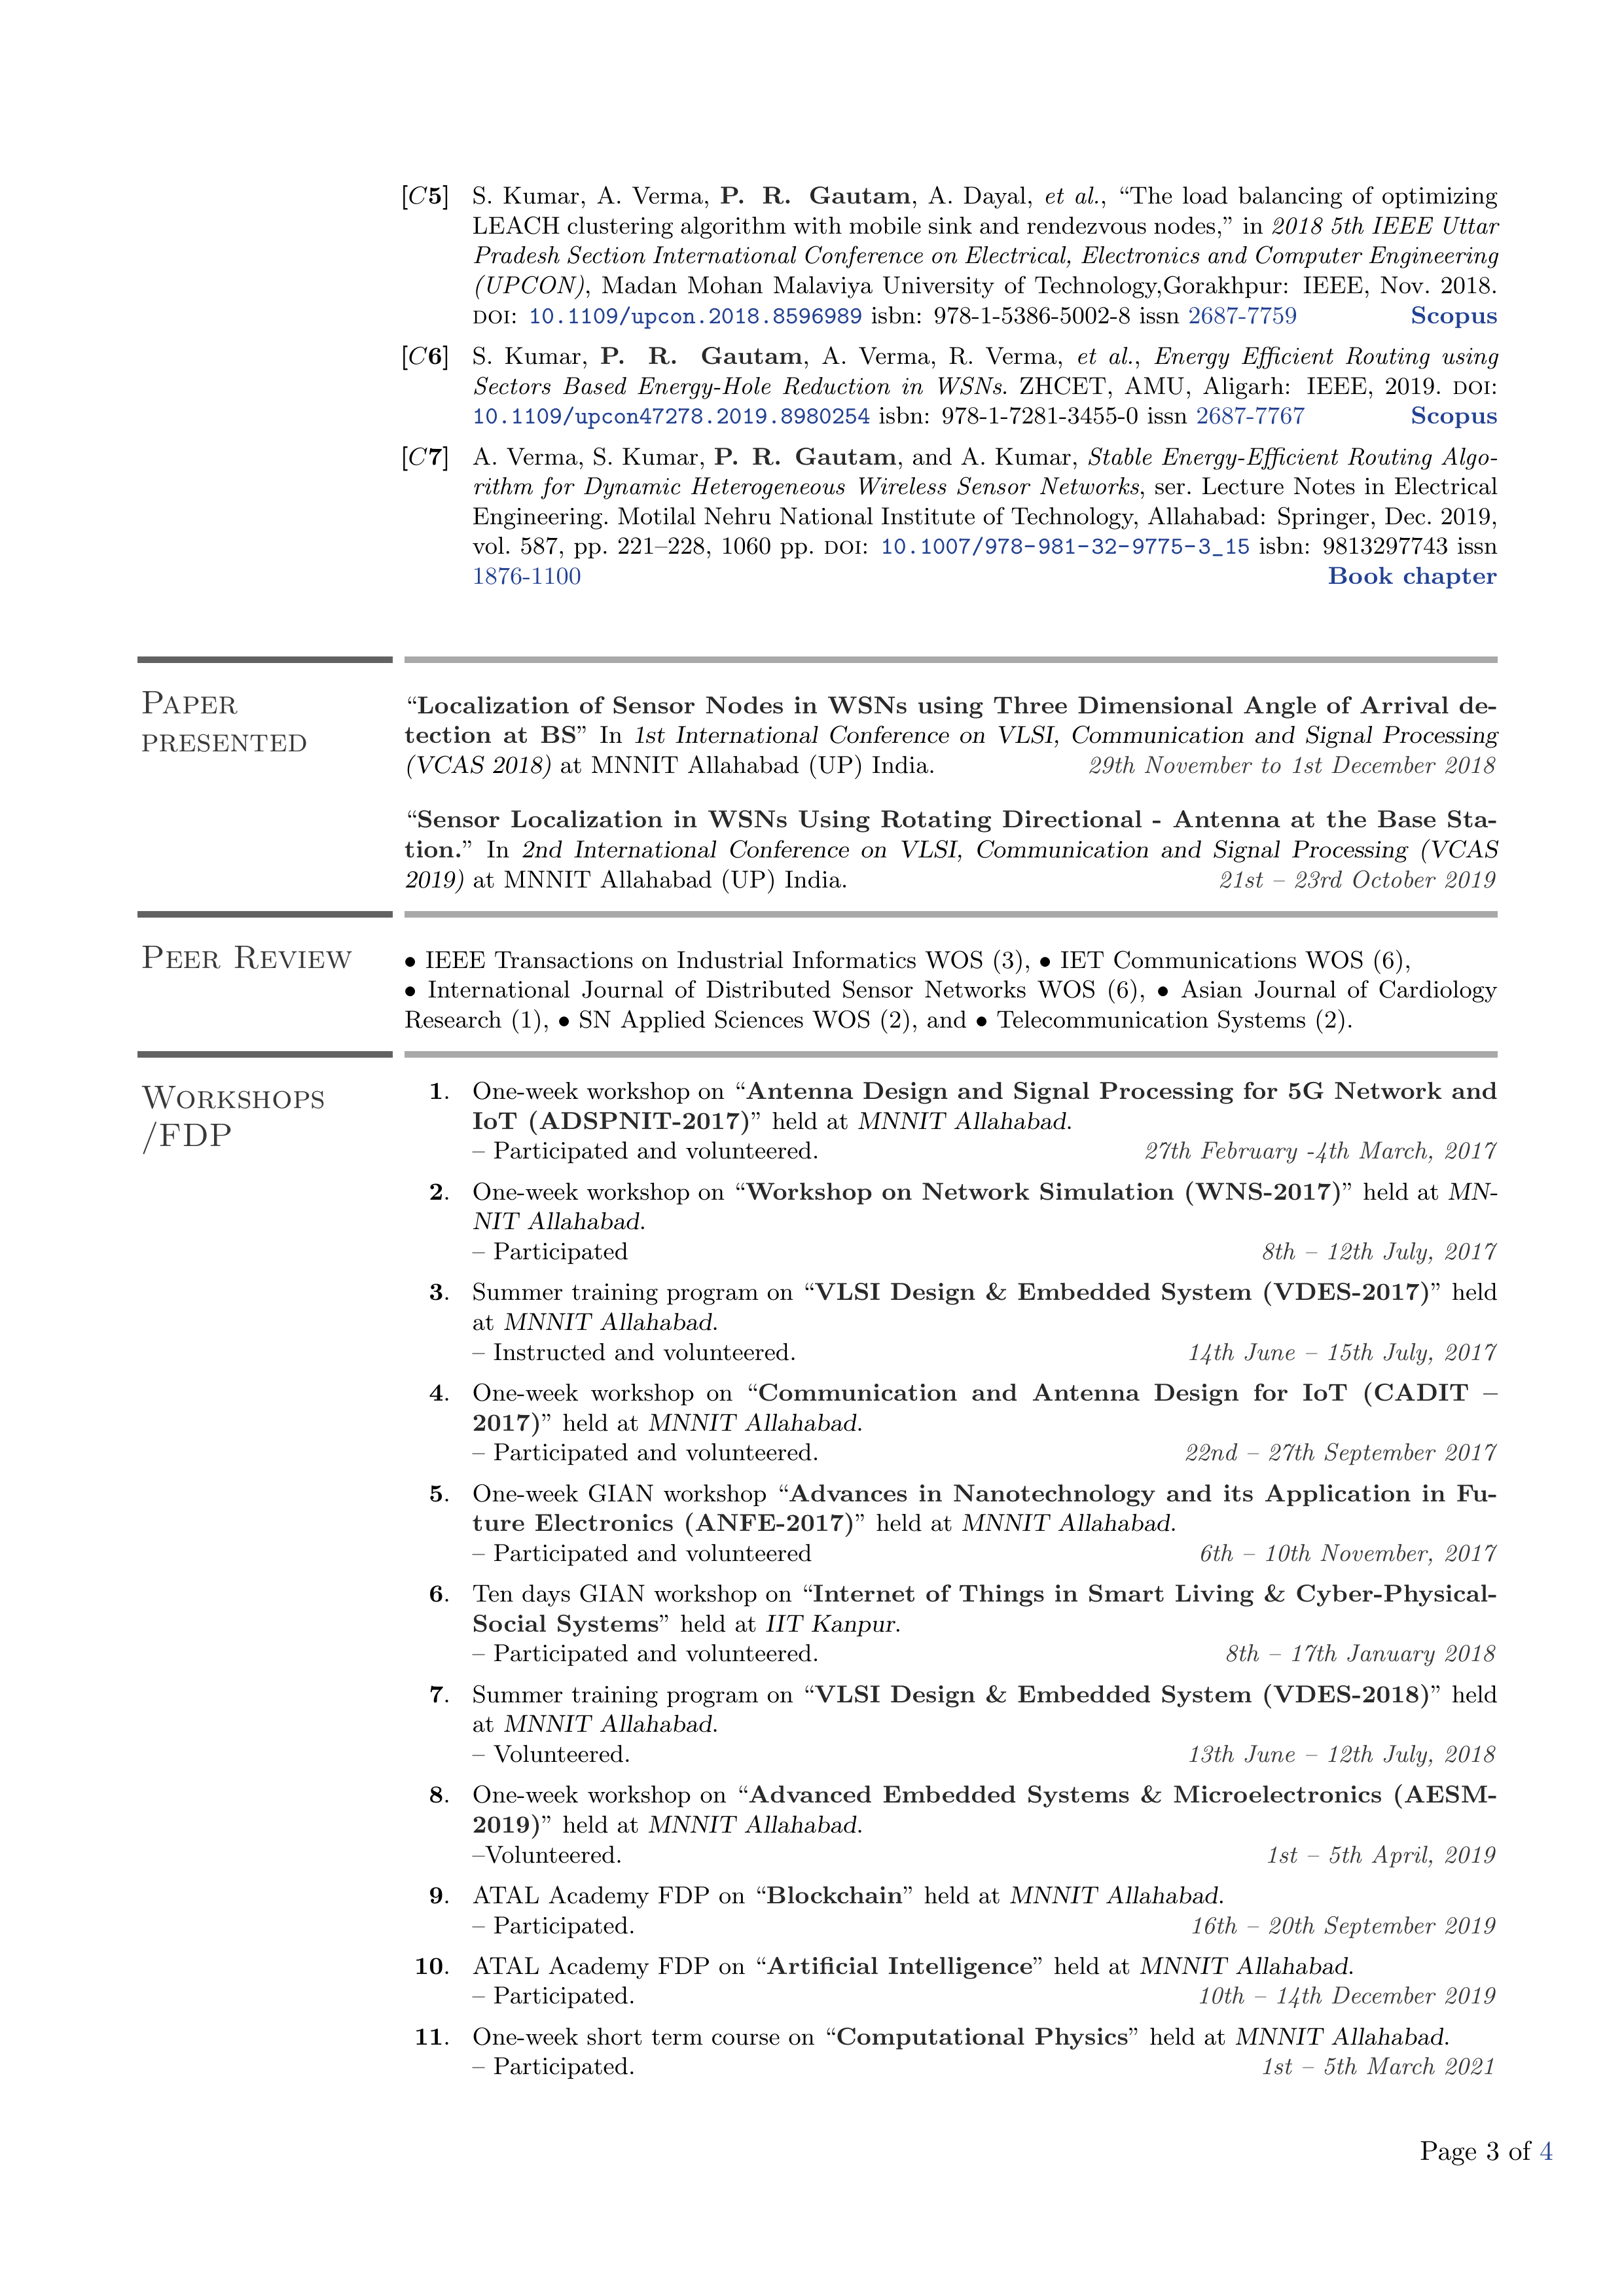 [C5] S. Kumar, A. Verma, P. R. Gautam, A. Dayal, et al., “The load balancing of optimizing
LEACH clustering algorithm with mobile sink and rendezvous nodes,” in 2018 5th IEEE Uttar
Pradesh Section International Conference on Electrical, Electronics and Computer Engineering
(UPCON), Madan Mohan Malaviya University of Technology,Gorakhpur: IEEE, Nov. 2018.
DOI: 10.1109/upcon.2018.8596989 isbn: 978-1-5386-5002-8 issn 2687-7759 Scopus
[C6] S. Kumar, P. R. Gautam, A. Verma, R. Verma, et al., Energy Efficient Routing using
Sectors Based Energy-Hole Reduction in WSNs. ZHCET, AMU, Aligarh: IEEE, 2019. DOI:
10.1109/upcon47278.2019.8980254 isbn: 978-1-7281-3455-0 issn 2687-7767 Scopus
[C7] A. Verma, S. Kumar, P. R. Gautam, and A. Kumar, Stable Energy-Efficient Routing Algo-
rithm for Dynamic Heterogeneous Wireless Sensor Networks, ser. Lecture Notes in Electrical
Engineering. Motilal Nehru National Institute of Technology, Allahabad: Springer, Dec. 2019,
vol. 587, pp. 221–228, 1060 pp. DOI: 10.1007/978-981-32-9775-3_15 isbn: 9813297743 issn
1876-1100 Book chapter
PAPER
PRESENTED
“Localization of Sensor Nodes in WSNs using Three Dimensional Angle of Arrival de-
tection at BS” In 1st International Conference on VLSI, Communication and Signal Processing
(VCAS 2018) at MNNIT Allahabad (UP) India. 29th November to 1st December 2018
“Sensor Localization in WSNs Using Rotating Directional - Antenna at the Base Sta-
tion.” In 2nd International Conference on VLSI, Communication and Signal Processing (VCAS
2019) at MNNIT Allahabad (UP) India. 21st – 23rd October 2019
PEER REVIEW
• IEEE Transactions on Industrial Informatics WOS (3), • IET Communications WOS (6),
• International Journal of Distributed Sensor Networks WOS (6), • Asian Journal of Cardiology
Research (1), • SN Applied Sciences WOS (2), and • Telecommunication Systems (2).
WORKSHOPS
/FDP
1. One-week workshop on “Antenna Design and Signal Processing for 5G Network and
IoT (ADSPNIT-2017)” held at MNNIT Allahabad.
– Participated and volunteered. 27th February -4th March, 2017
2. One-week workshop on “Workshop on Network Simulation (WNS-2017)” held at MN-
NIT Allahabad.
– Participated 8th – 12th July, 2017
3. Summer training program on “VLSI Design & Embedded System (VDES-2017)” held
at MNNIT Allahabad.
– Instructed and volunteered. 14th June – 15th July, 2017
4. One-week workshop on “Communication and Antenna Design for IoT (CADIT –
2017)” held at MNNIT Allahabad.
– Participated and volunteered. 22nd – 27th September 2017
5. One-week GIAN workshop “Advances in Nanotechnology and its Application in Fu-
ture Electronics (ANFE-2017)” held at MNNIT Allahabad.
– Participated and volunteered 6th – 10th November, 2017
6. Ten days GIAN workshop on “Internet of Things in Smart Living & Cyber-Physical-
Social Systems” held at IIT Kanpur.
– Participated and volunteered. 8th – 17th January 2018
7. Summer training program on “VLSI Design & Embedded System (VDES-2018)” held
at MNNIT Allahabad.
– Volunteered. 13th June – 12th July, 2018
8. One-week workshop on “Advanced Embedded Systems & Microelectronics (AESM-
2019)” held at MNNIT Allahabad.
–Volunteered. 1st – 5th April, 2019
9. ATAL Academy FDP on “Blockchain” held at MNNIT Allahabad.
– Participated. 16th – 20th September 2019
10. ATAL Academy FDP on “Artificial Intelligence” held at MNNIT Allahabad.
– Participated. 10th – 14th December 2019
11. One-week short term course on “Computational Physics” held at MNNIT Allahabad.
– Participated. 1st – 5th March 2021
Page 3 of 4